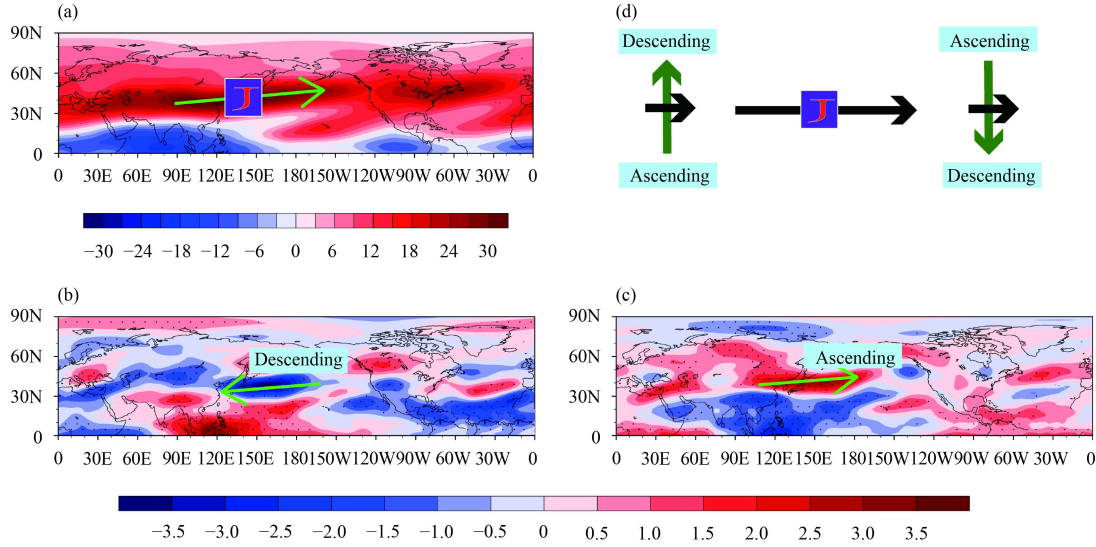 (a)
90N
60N
30N
0
0 30E 60E 90E 120E 150E 180 150W 120W 90W 60W 30W 0
−30 −24 −18 −12 −6 0 6 12 18 24 30
J
(d)
Descending
Ascending
J
Ascending
Descending
(b)
90N
60N
30N
0
Descending
0 30E 60E 90E 120E 150E 180 150W 120W 90W 60W 30W 0
(c)
90N
60N
30N
0
Ascending
0 30E 60E 90E 120E 150E 180 150W 120W 90W 60W 30W 0
−3.5 −3.0 −2.5 −2.0 −1.5 −1.0 −0.5 0 0.5 1.0 1.5 2.0 2.5 3.0 3.5